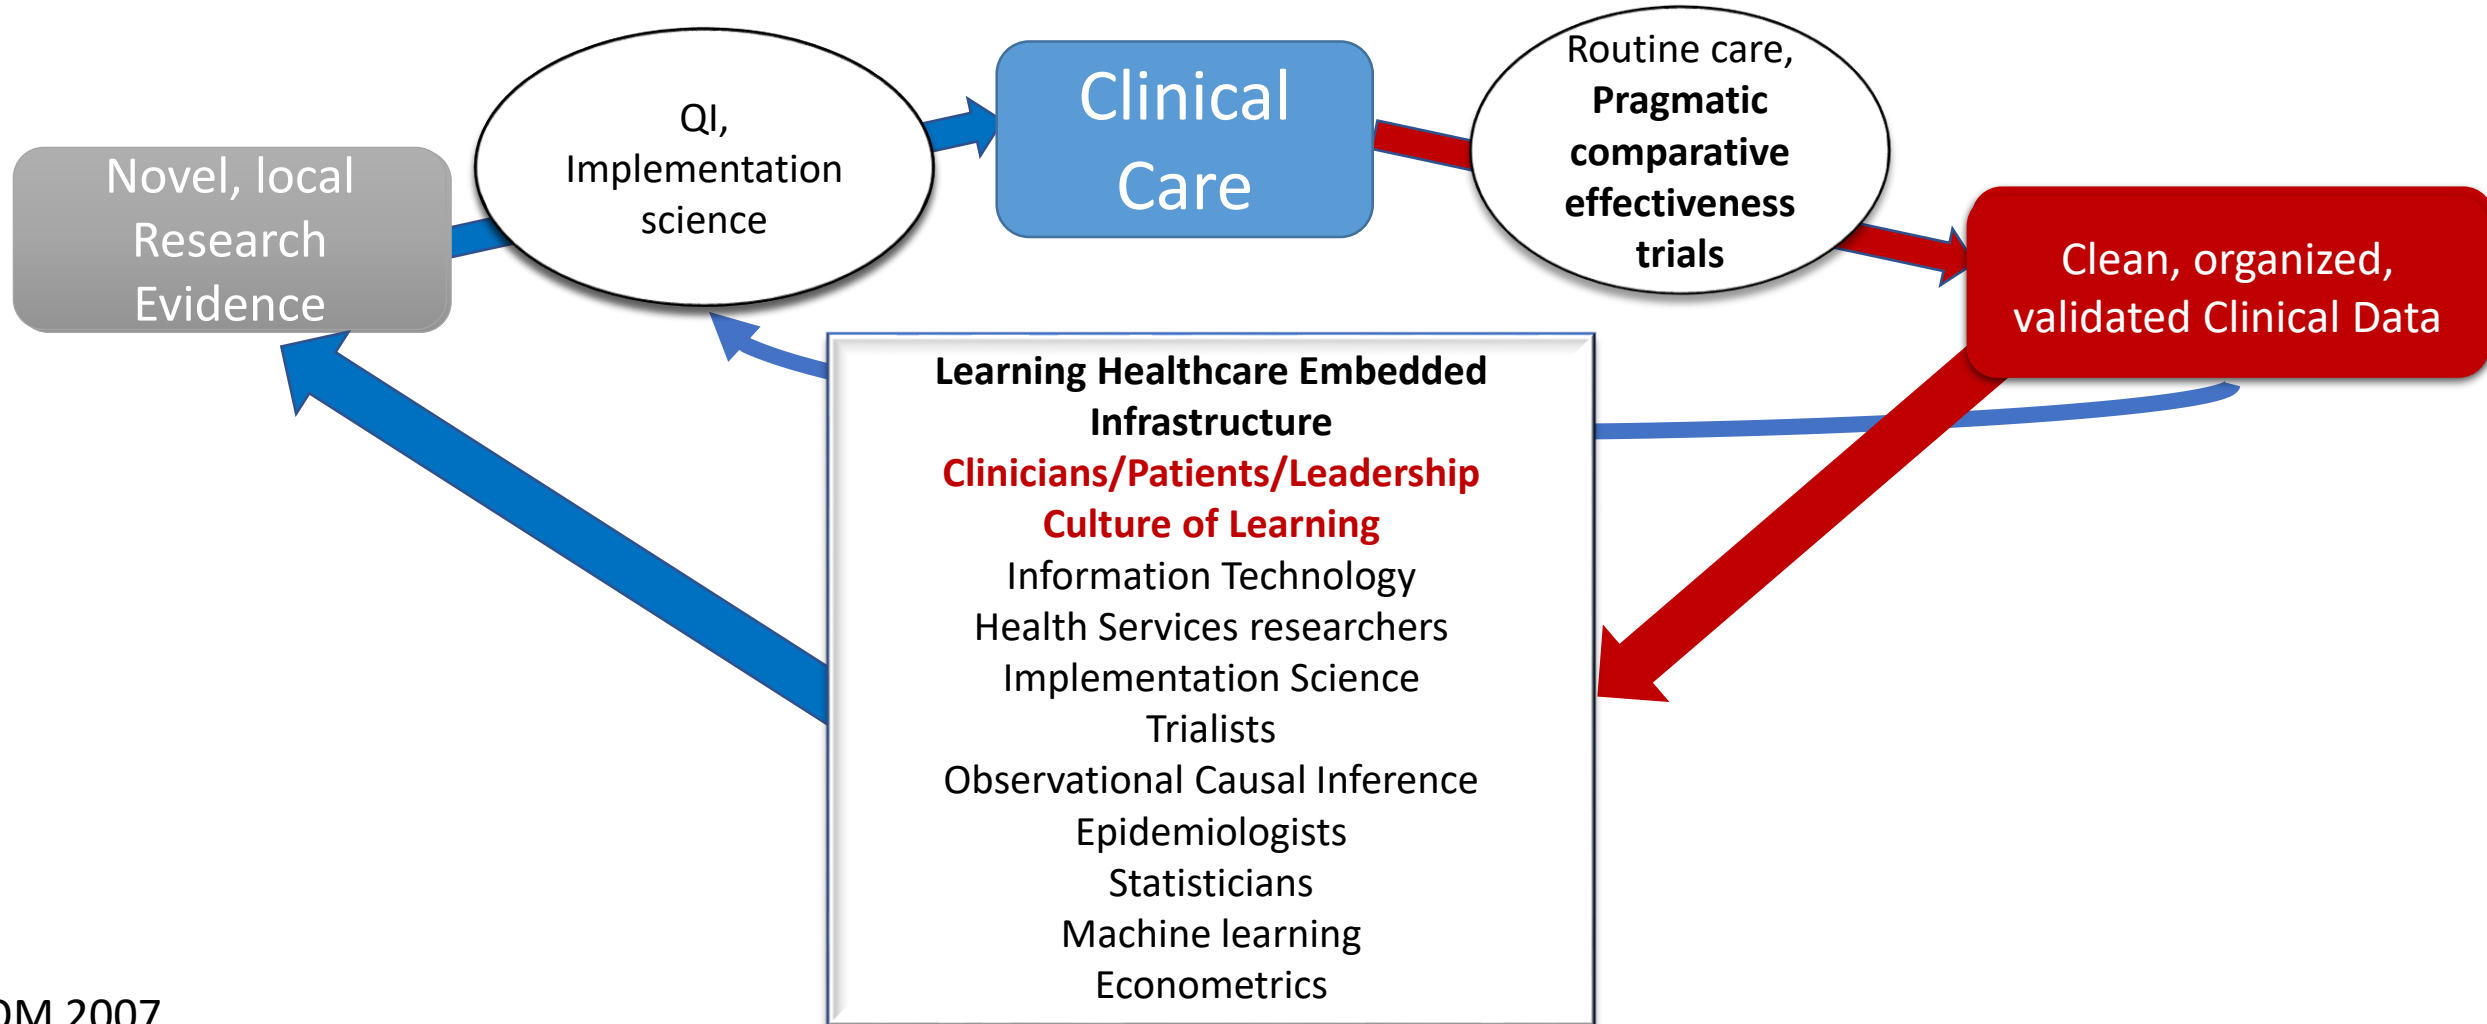 Novel, local
Research
Evidence
QI,
Implementation
science
Clinical
Care
Routine care,
Pragmatic
comparative
effectiveness
trials
Clean, organized,
validated Clinical Data
Learning Healthcare Embedded
Infrastructure
Clinicians/Patients/Leadership
Culture of Learning
Information Technology
Health Services researchers
Implementation Science
Trialists
Observational Causal Inference
Epidemiologists
Statisticians
Machine learning
Econometrics
2007